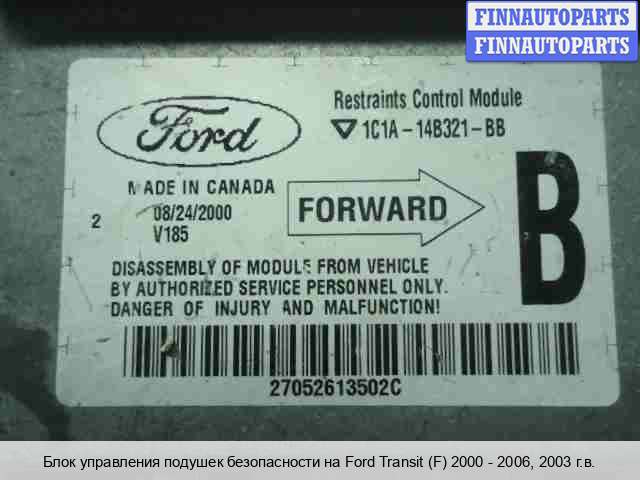 FINNAUTOPARTS
FINNAUTOPARTS
Ford
Restraints Control Module
1C1A-14B321-BB
MADE IN CANADA
08/24/2000
2
V185
FORWARD
B
DISASSEMBLY OF MODULE FROM VEHICLE
BY AUTHORIZED SERVICE PERSONNEL ONLY.
DANGER OF INJURY AND MALFUNCTION!
27052613502C
Блок управления подушек безопасности на Ford Transit (F) 2000 - 2006, 2003 г.в.